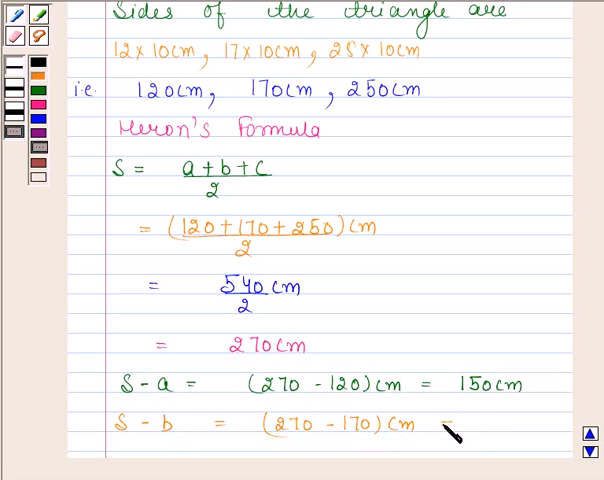 Sides of the triangle are
12 × 10cm, 17 × 10cm, 25 × 10cm
i.e. 120cm, 170cm, 250cm
Heron's Formula
S = a + b + c
2
= (120 + 170 + 250) cm
2
= 540 cm
2
= 270cm
S - a = (270 - 120) cm = 150cm
S - b = (270 - 170) cm =